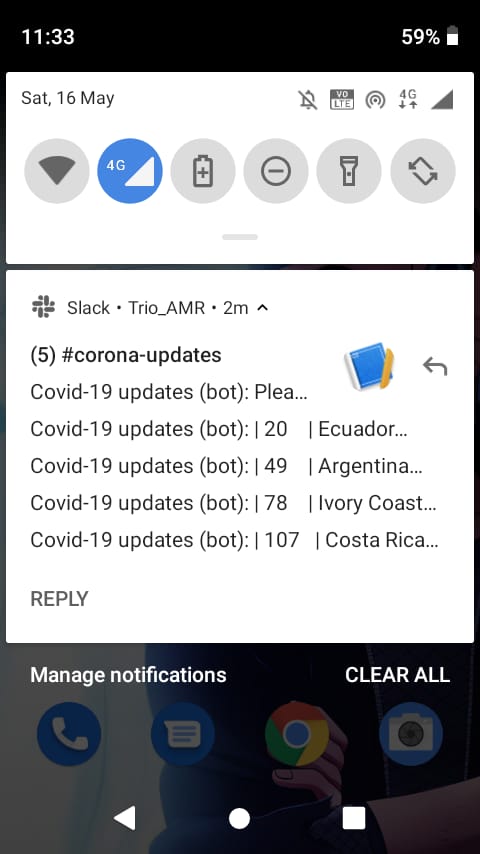 11:33 59%
Sat, 16 May VO LTE 4G
4G
Slack • Trio_AMR • 2m
(5) #corona-updates
Covid-19 updates (bot): Plea...
Covid-19 updates (bot): | 20 | Ecuador...
Covid-19 updates (bot): | 49 | Argentina...
Covid-19 updates (bot): | 78 | Ivory Coast...
Covid-19 updates (bot): | 107 | Costa Rica...
REPLY
Manage notifications CLEAR ALL